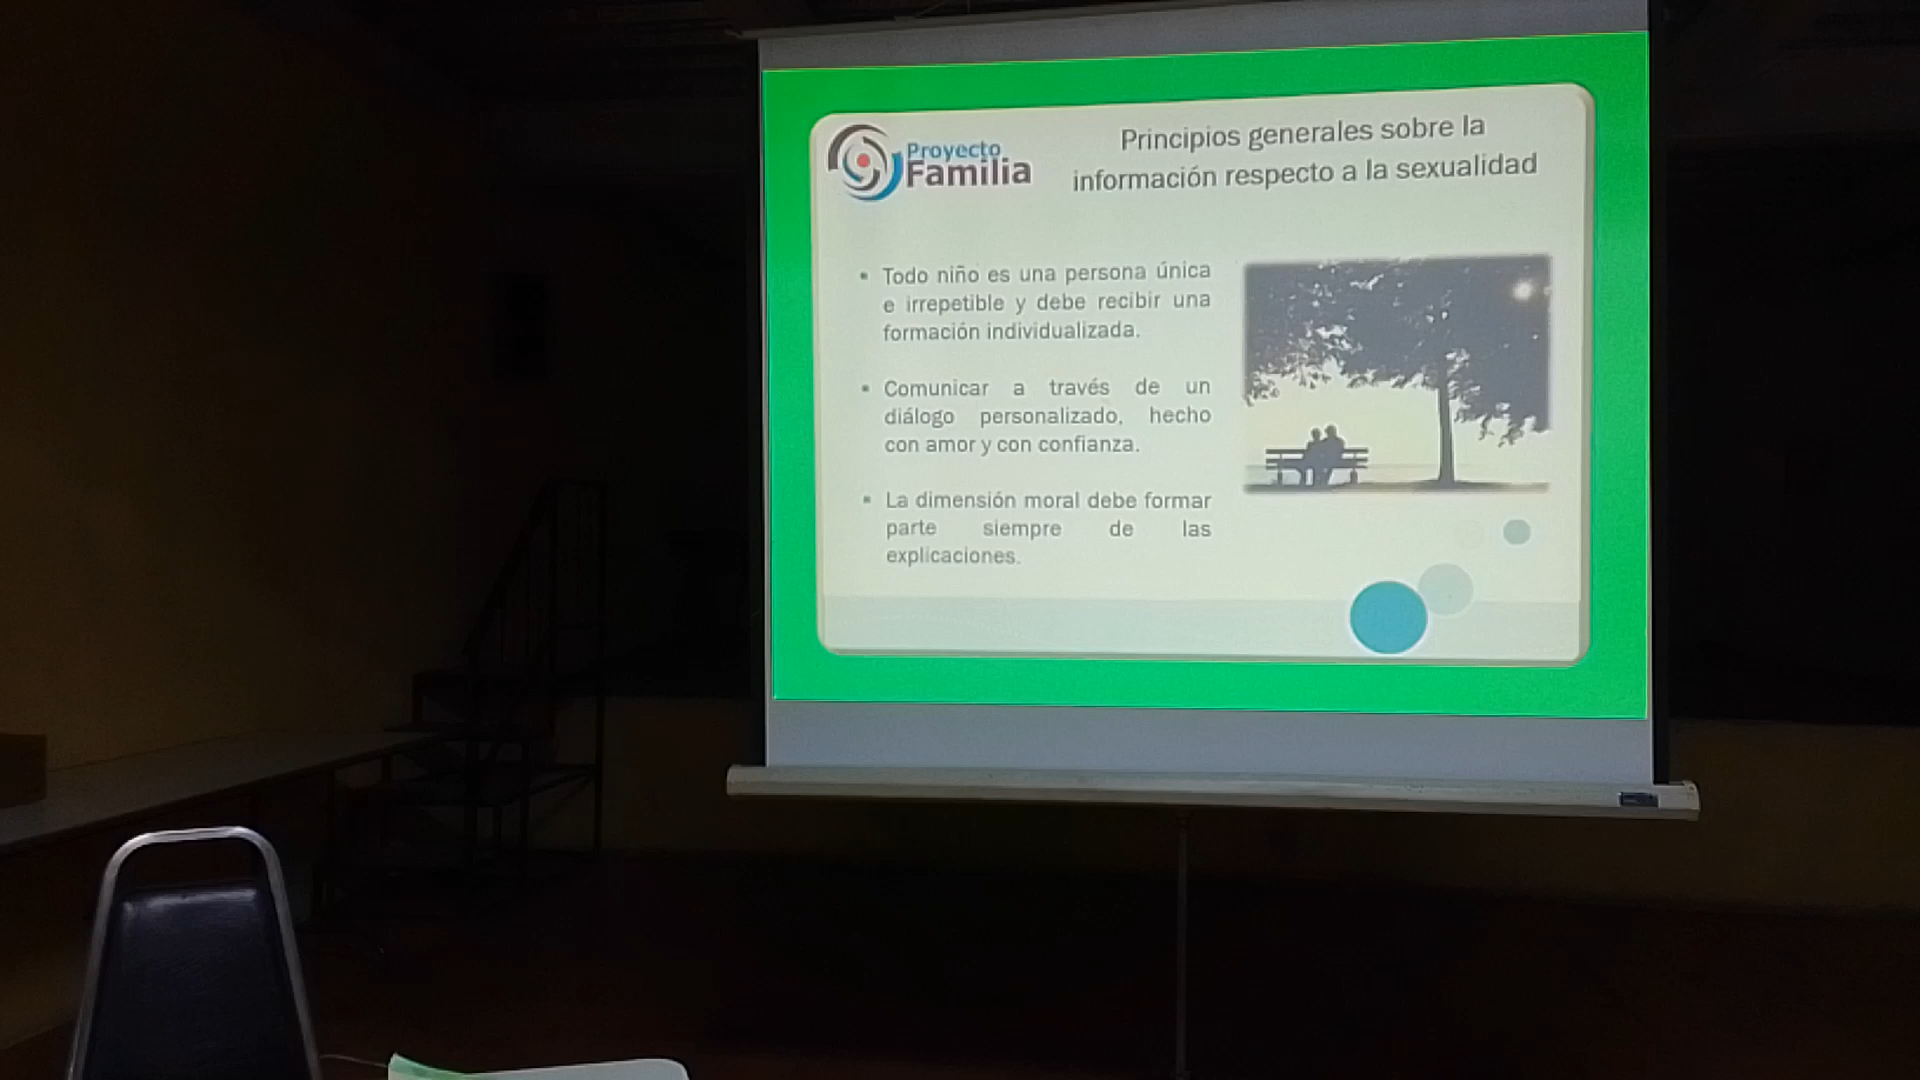 Proyecto
Familia
Principios generales sobre la
información respecto a la sexualidad
▪ Todo niño es una persona única
e irrepetible y debe recibir una
formación individualizada.
▪ Comunicar a través de un
diálogo personalizado, hecho
con amor y con confianza.
▪ La dimensión moral debe formar
parte siempre de las
explicaciones.